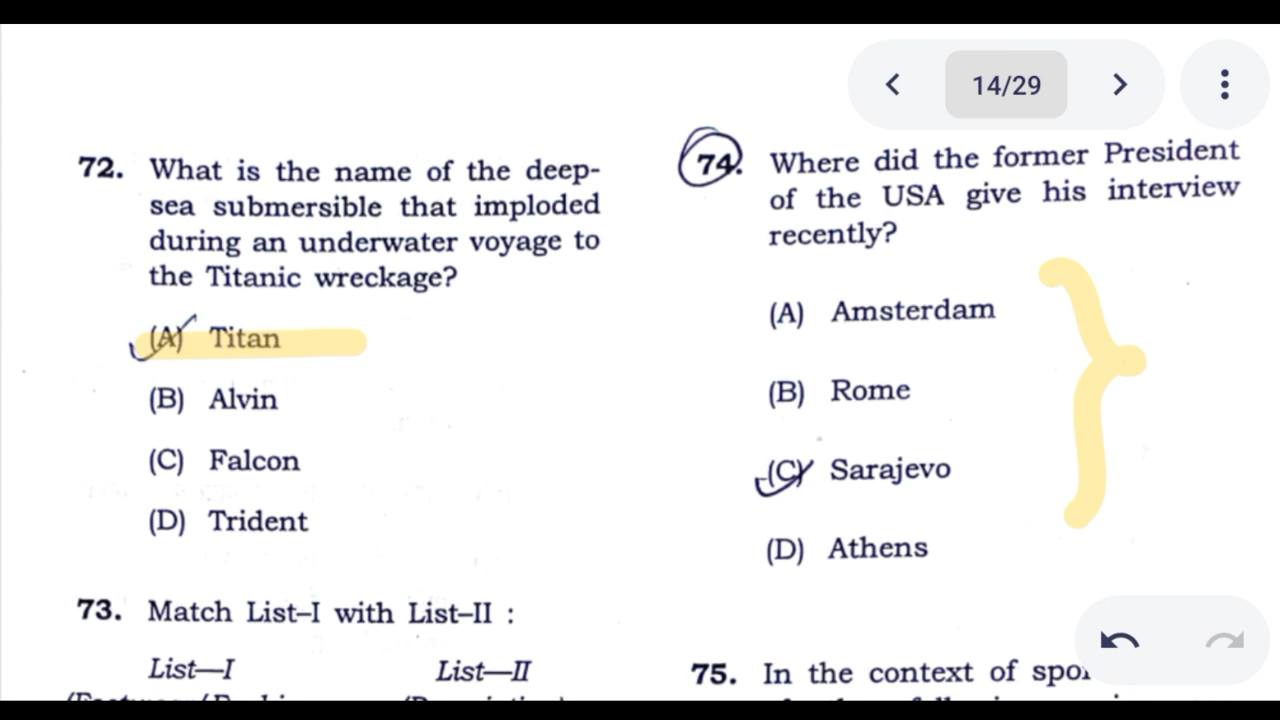 14/29
72. What is the name of the deep-
sea submersible that imploded
during an underwater voyage to
the Titanic wreckage?
(A) Titan
(B) Alvin
(C) Falcon
(D) Trident
73. Match List–I with List–II :
List—I List—II
74. Where did the former President
of the USA give his interview
recently?
(A) Amsterdam
(B) Rome
(C) Sarajevo
(D) Athens
75. In the context of